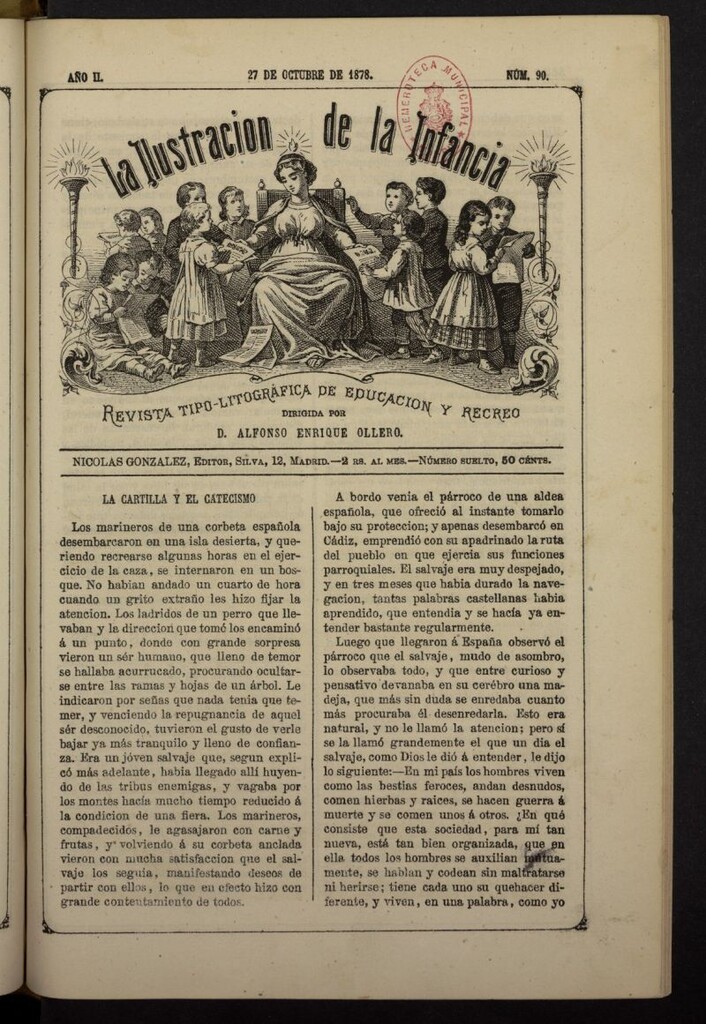 AÑO II.
27 DE OCTUBRE DE 1878.
NÚM. 90.
HEMEROTECA MUNICIPAL
La Ilustracion de la Infancia
REVISTA TIPO-LITOGRÁFICA DE EDUCACION Y RECREO
DIRIGIDA POR
D. ALFONSO ENRIQUE OLLERO.
NICOLAS GONZALEZ, EDITOR, SILVA, 12, MADRID.—2 RS. AL MES.—NÚMERO SUELTO, 50 CÉNTS.
LA CARTILLA Y EL CATECISMO
Los marineros de una corbeta española
desembarcaron en una isla desierta, y que-
riendo recrearse algunas horas en el ejer-
cicio de la caza, se internaron en un bos-
que. No habian andado un cuarto de hora
cuando un grito extraño les hizo fijar la
atencion. Los ladridos de un perro que lle-
vaban y la direccion que tomó los encaminó
á un punto, donde con grande sorpresa
vieron un sér humano, que lleno de temor
se hallaba acurrucado, procurando ocultar-
se entre las ramas y hojas de un árbol. Le
indicaron por señas que nada tenia que te-
mer, y venciendo la repugnancia de aquel
sér desconocido, tuvieron el gusto de verle
bajar ya más tranquilo y lleno de confian-
za. Era un jóven salvaje que, segun expli-
có más adelante, habia llegado allí huyen-
do de las tribus enemigas, y vagaba por
los montes hacía mucho tiempo reducido á
la condicion de una fiera. Los marineros,
compadecidos, le agasajaron con carne y
frutas, y volviendo á su corbeta anclada
vieron con mucha satisfaccion que el sal-
vaje los seguia, manifestando deseos de
partir con ellos, lo que en efecto hizo con
grande contentamiento de todos.
A bordo venia el párroco de una aldea
española, que ofreció al instante tomarlo
bajo su proteccion; y apenas desembarcó en
Cádiz, emprendió con su apadrinado la ruta
del pueblo en que ejercia sus funciones
parroquiales. El salvaje era muy despejado,
y en tres meses que habia durado la nave-
gacion, tantas palabras castellanas habia
aprendido, que entendia y se hacía ya en-
tender bastante regularmente.
Luego que llegaron á España observó el
párroco que el salvaje, mudo de asombro,
lo observaba todo, y que entre curioso y
pensativo devanaba en su cerébro una ma-
deja, que más sin duda se enredaba cuanto
más procuraba él desenredarla. Esto era
natural, y no le llamó la atencion; pero sí
se la llamó grandemente el que un dia el
salvaje, como Dios le dió á entender, le dijo
lo siguiente:—En mi país los hombres viven
como las bestias feroces, andan desnudos,
comen hierbas y raices, se hacen guerra á
muerte y se comen unos á otros. ¿En qué
consiste que esta sociedad, para mí tan
nueva, está tan bien organizada, que en
ella todos los hombres se auxilian mútua-
mente, se hablan y codean sin maltratarse
ni herirse; tiene cada uno su quehacer di-
ferente, y viven, en una palabra, como yo